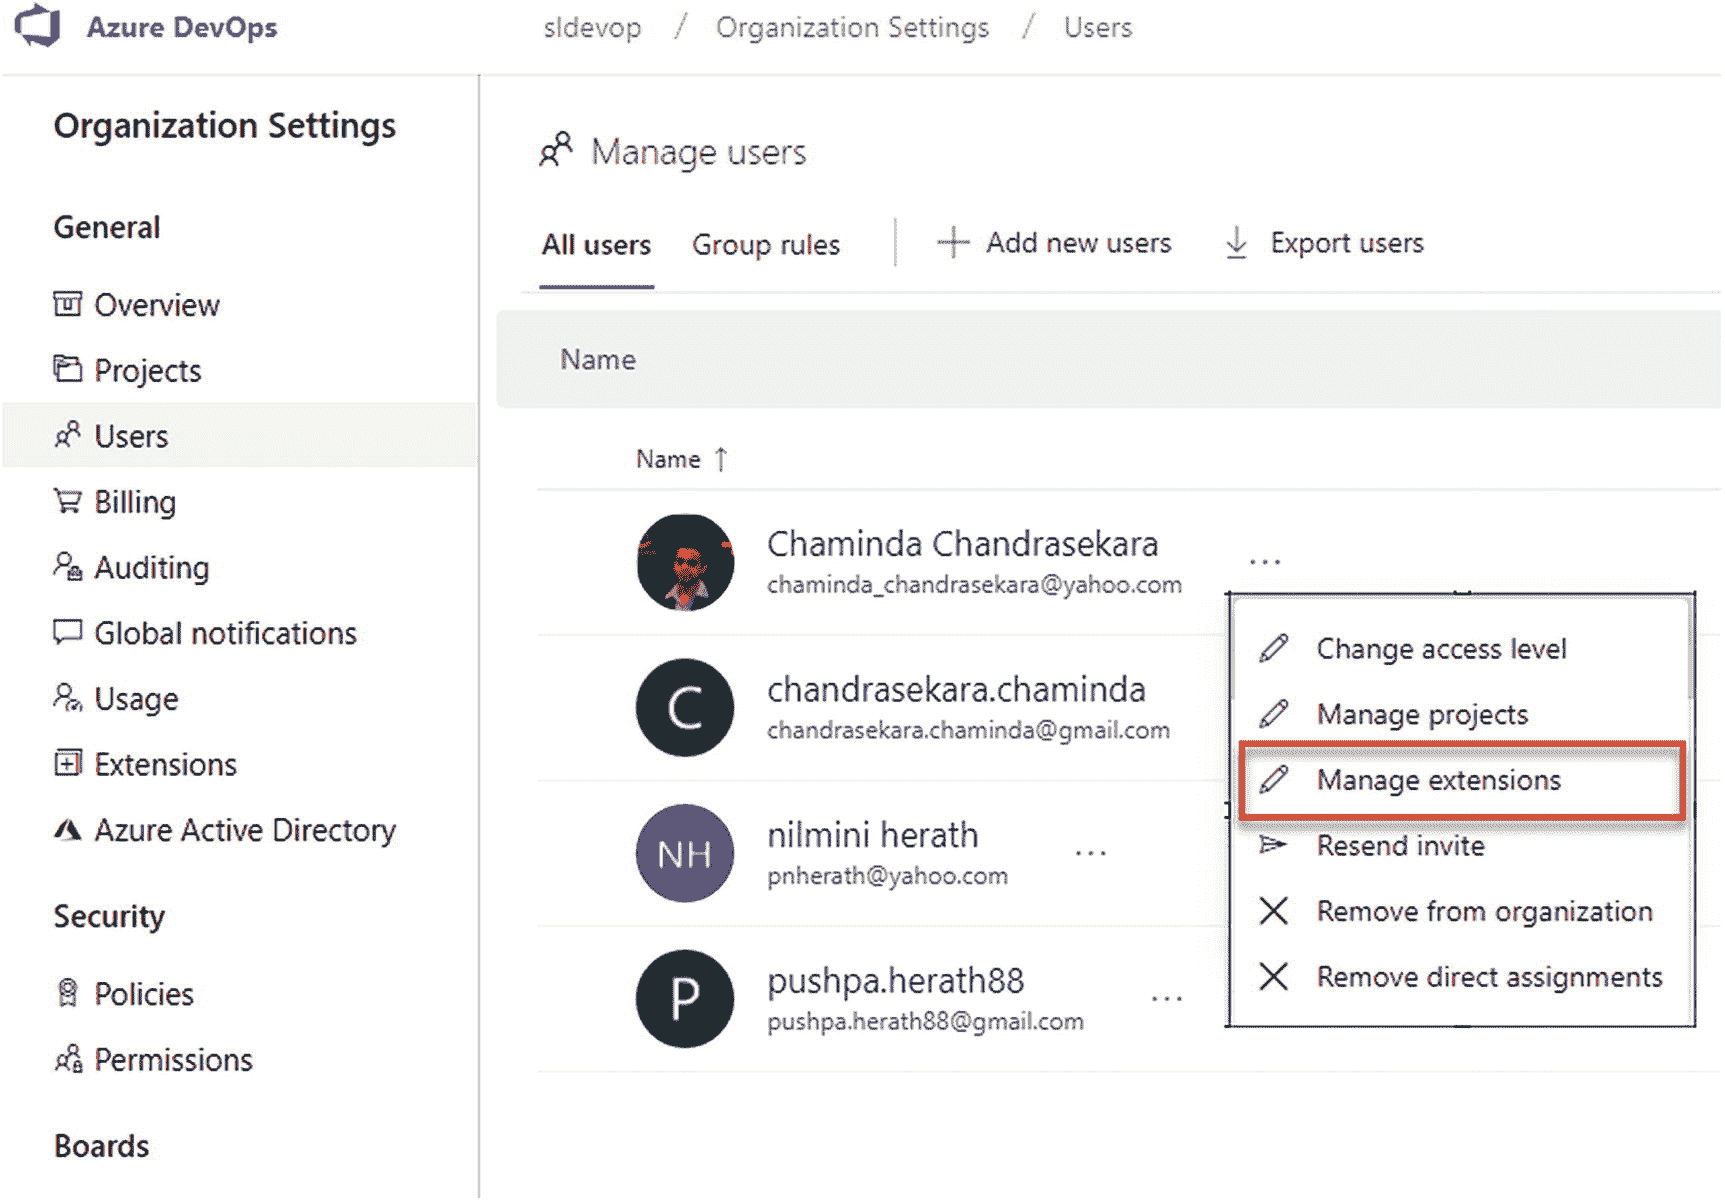 Azure DevOps
sldevop / Organization Settings / Users
Organization Settings
General
Overview
Projects
Users
Billing
Auditing
Global notifications
Usage
Extensions
Azure Active Directory
Security
Policies
Permissions
Boards
Manage users
All users Group rules Add new users Export users
Name
Name ↑
Chaminda Chandrasekara ...
chaminda_chandrasekara@yahoo.com
chandrasekara.chaminda
chandrasekara.chaminda@gmail.com
C
nilmini herath ...
pnherath@yahoo.com
NH
pushpa.herath88 ...
pushpa.herath88@gmail.com
P
Change access level
Manage projects
Manage extensions
Resend invite
Remove from organization
Remove direct assignments